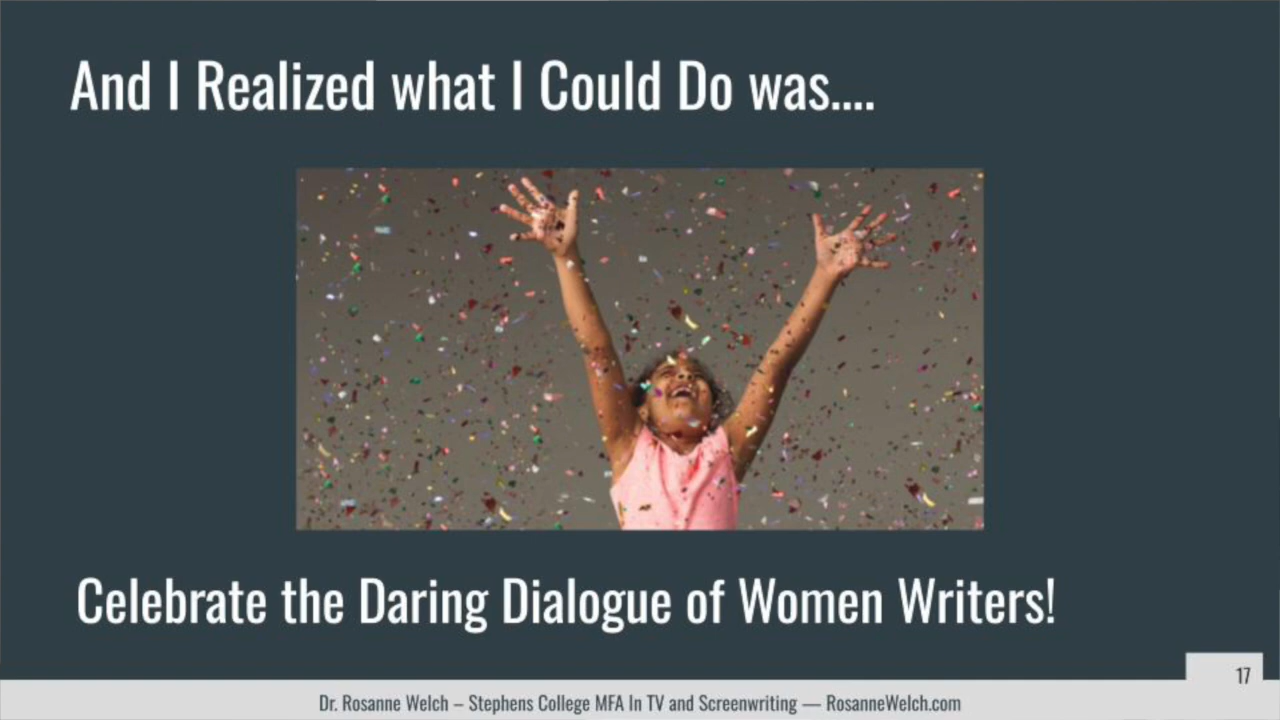 And I Realized what I Could Do was....
Celebrate the Daring Dialogue of Women Writers!
17
Dr. Rosanne Welch – Stephens College MFA In TV and Screenwriting — RosanneWelch.com